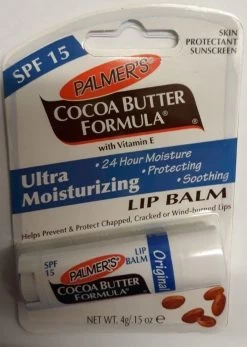 SPF 15
SKIN
PROTECTANT
SUNSCREEN
PALMER'S
COCOA BUTTER
FORMULA®
with Vitamin E
Ultra
Moisturizing
• 24 Hour Moisture
• Protecting
• Soothing
LIP BALM
Helps Prevent & Protect Chapped, Cracked or Wind-burned Lips
SPF
15
PALMER'S
LIP
BALM
COCOA BUTTER
FORMULA®
Original
NET WT. 4g/.15 oz e